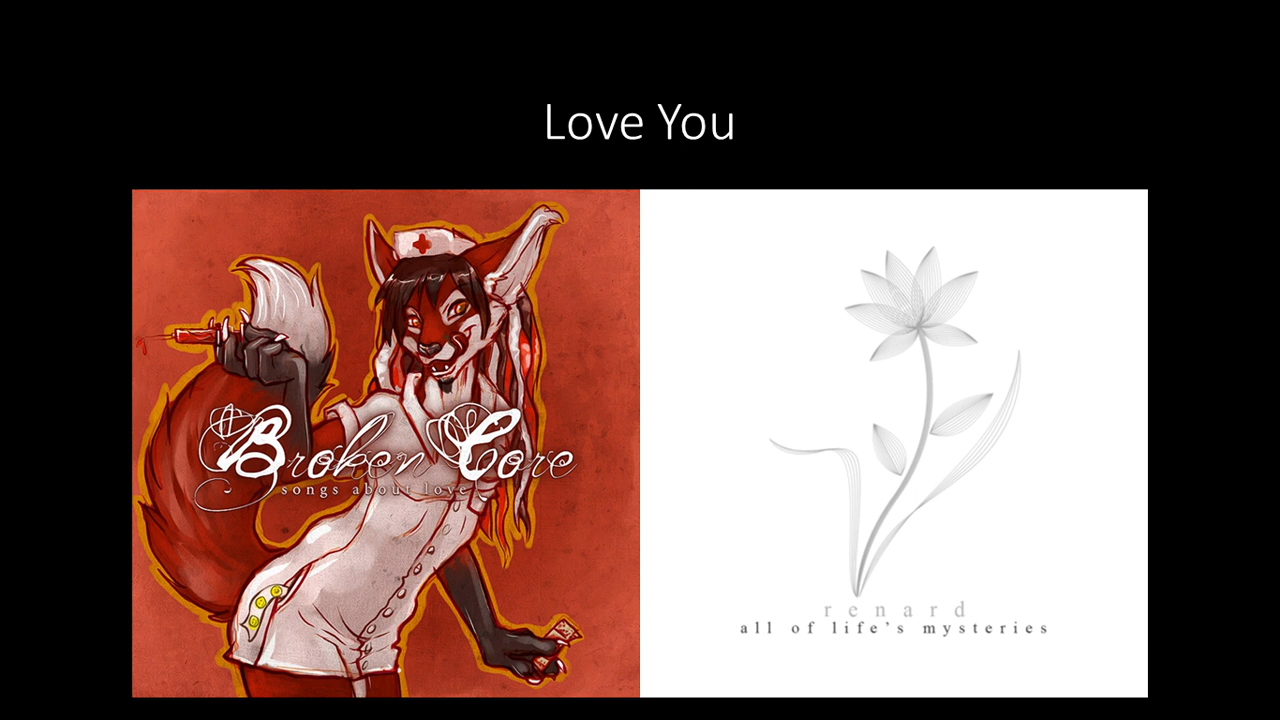 Love You
Broken Core
songs about love
renard
all of life's mysteries